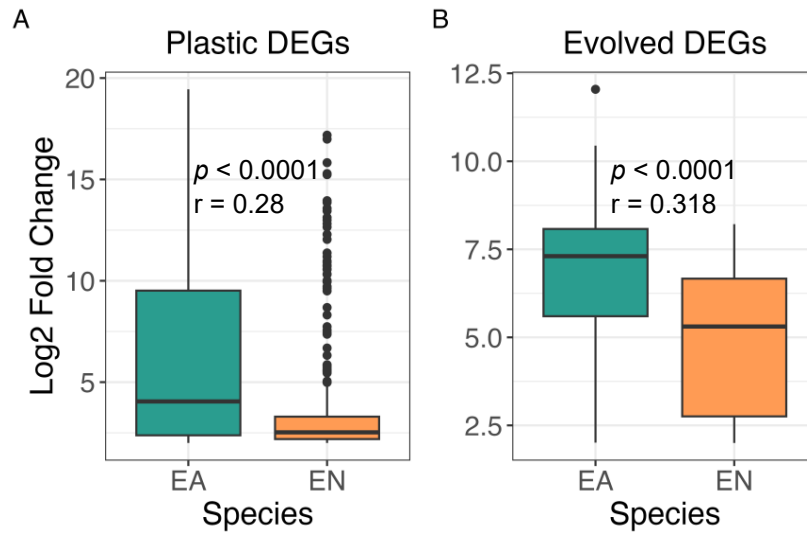 A
Plastic DEGs
Log2 Fold Change
20
15
10
5
p < 0.0001
r = 0.28
EA
EN
Species
B
Evolved DEGs
12.5
10.0
7.5
5.0
2.5
p < 0.0001
r = 0.318
EA
EN
Species